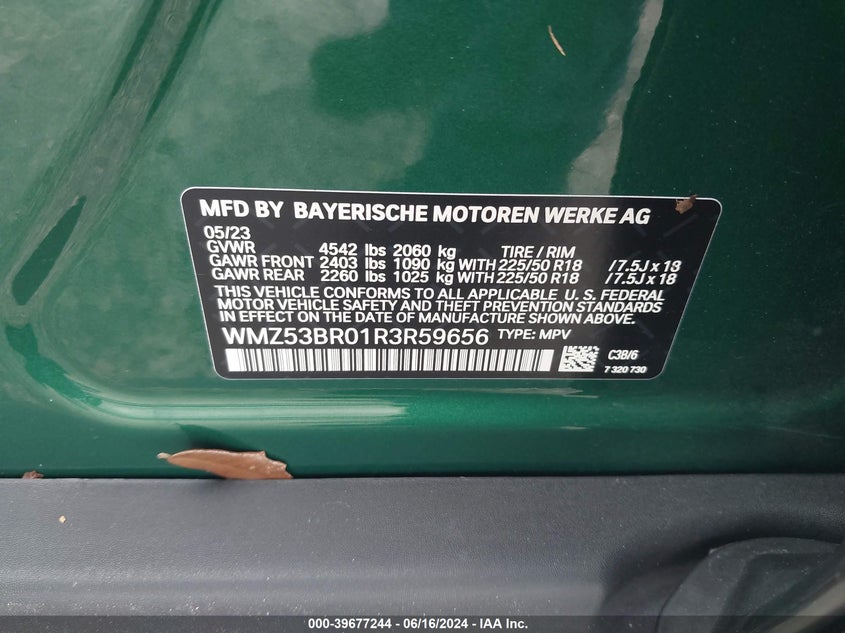 MFD BY BAYERISCHE MOTOREN WERKE AG
05/23
GVWR 4542 lbs 2060 kg TIRE / RIM
GAWR FRONT 2403 lbs 1090 kg WITH 225/50 R18 / 7.5J x 18
GAWR REAR 2260 lbs 1025 kg WITH 225/50 R18 / 7.5J x 18
THIS VEHICLE CONFORMS TO ALL APPLICABLE U. S. FEDERAL
MOTOR VEHICLE SAFETY AND THEFT PREVENTION STANDARDS
IN EFFECT ON THE DATE OF MANUFACTURE SHOWN ABOVE.
WMZ53BR01R3R59656 TYPE: MPV
C3B/6
7 320 730
000-39677244 - 06/16/2024 - IAA Inc.